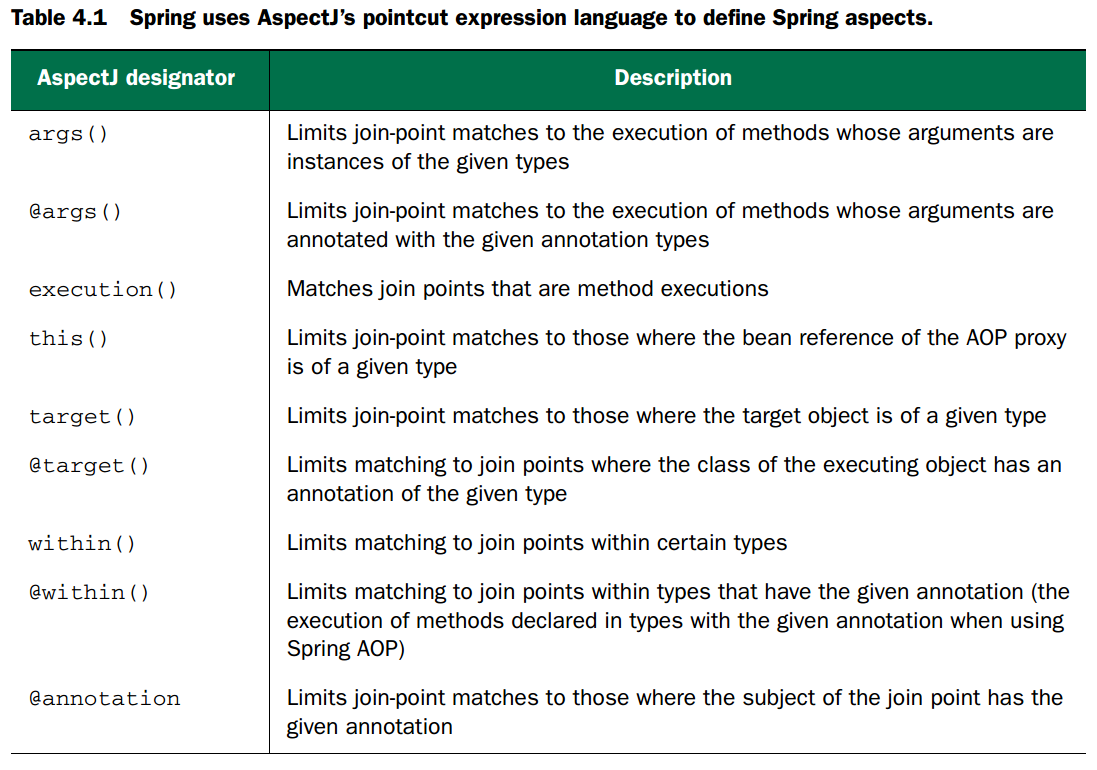 Table 4.1 Spring uses AspectJ's pointcut expression language to define Spring aspects.
AspectJ designator Description
args() Limits join-point matches to the execution of methods whose arguments are
instances of the given types
@args() Limits join-point matches to the execution of methods whose arguments are
annotated with the given annotation types
execution() Matches join points that are method executions
this() Limits join-point matches to those where the bean reference of the AOP proxy
is of a given type
target() Limits join-point matches to those where the target object is of a given type
@target() Limits matching to join points where the class of the executing object has an
annotation of the given type
within() Limits matching to join points within certain types
@within() Limits matching to join points within types that have the given annotation (the
execution of methods declared in types with the given annotation when using
Spring AOP)
@annotation Limits join-point matches to those where the subject of the join point has the
given annotation